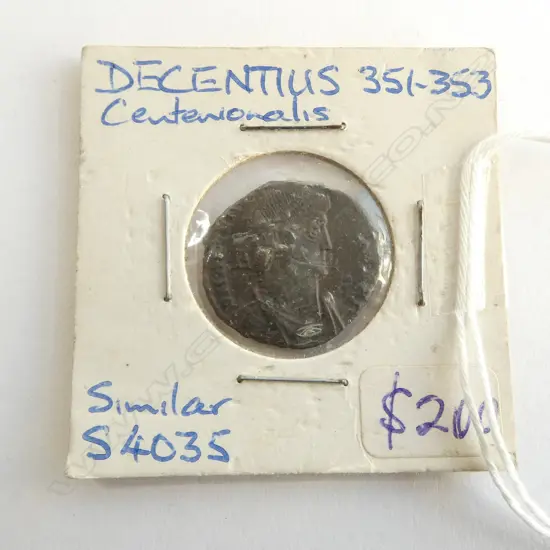 DECENTIUS 351-353
Centenionalis
Similar
S4035
$200